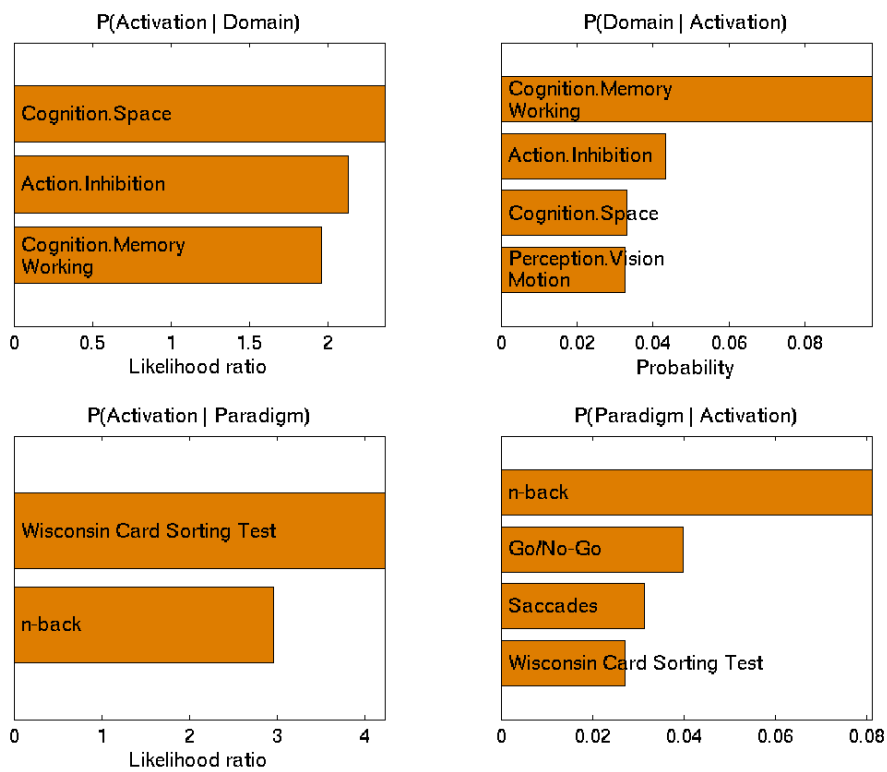 P(Activation | Domain)
Cognition.Space
Action.Inhibition
Cognition.Memory
Working
0 0.5 1 1.5 2
Likelihood ratio
P(Domain | Activation)
Cognition.Memory
Working
Action.Inhibition
Cognition.Space
Perception.Vision
Motion
0 0.02 0.04 0.06 0.08
Probability
P(Activation | Paradigm)
Wisconsin Card Sorting Test
n-back
0 1 2 3 4
Likelihood ratio
P(Paradigm | Activation)
n-back
Go/No-Go
Saccades
Wisconsin Card Sorting Test
0 0.02 0.04 0.06 0.08